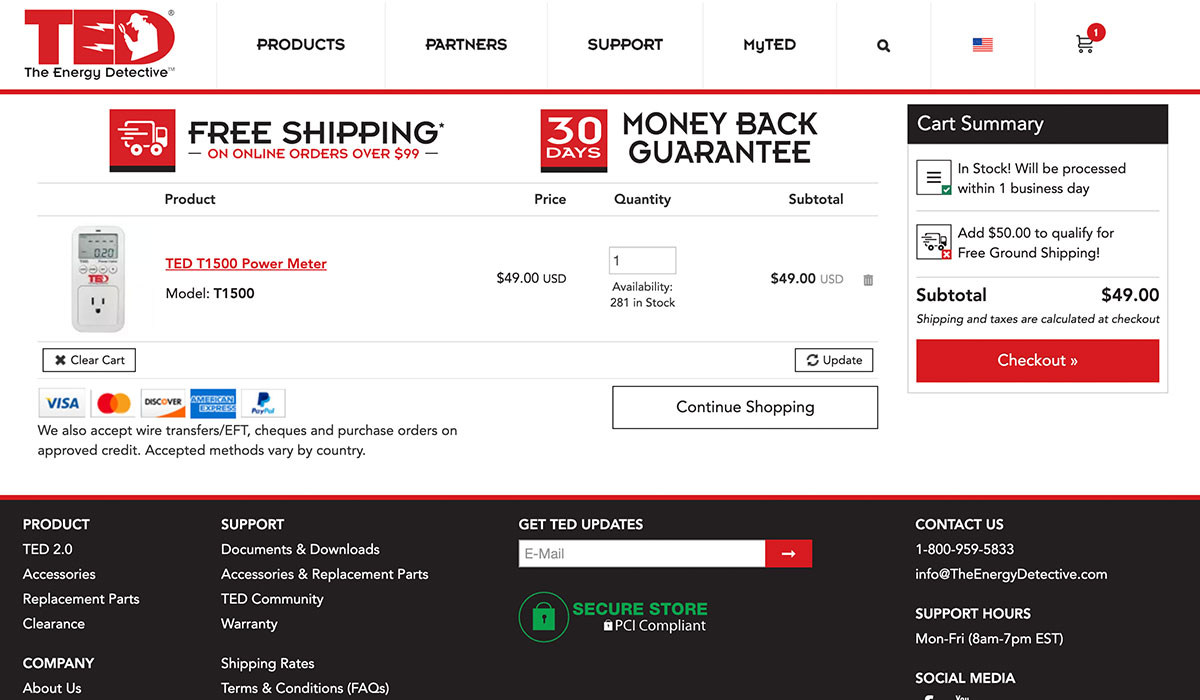 TED®
The Energy Detective™
PRODUCTS
PARTNERS
SUPPORT
MyTED
1
FREE SHIPPING*
— ON ONLINE ORDERS OVER $99 —
30
DAYS
MONEY BACK
GUARANTEE
Product Price Quantity Subtotal
TED T1500 Power Meter
Model: T1500
$49.00 USD
1
Availability:
281 in Stock
$49.00 USD
Clear Cart
Update
VISA
DISCOVER
AMERICAN
EXPRESS
PayPal
We also accept wire transfers/EFT, cheques and purchase orders on
approved credit. Accepted methods vary by country.
Continue Shopping
Cart Summary
In Stock! Will be processed
within 1 business day
Add $50.00 to qualify for
Free Ground Shipping!
Subtotal $49.00
Shipping and taxes are calculated at checkout
Checkout »
PRODUCT
TED 2.0
Accessories
Replacement Parts
Clearance
COMPANY
About Us
SUPPORT
Documents & Downloads
Accessories & Replacement Parts
TED Community
Warranty
Shipping Rates
Terms & Conditions (FAQs)
GET TED UPDATES
E-Mail
SECURE STORE
PCI Compliant
CONTACT US
1-800-959-5833
info@TheEnergyDetective.com
SUPPORT HOURS
Mon-Fri (8am-7pm EST)
SOCIAL MEDIA